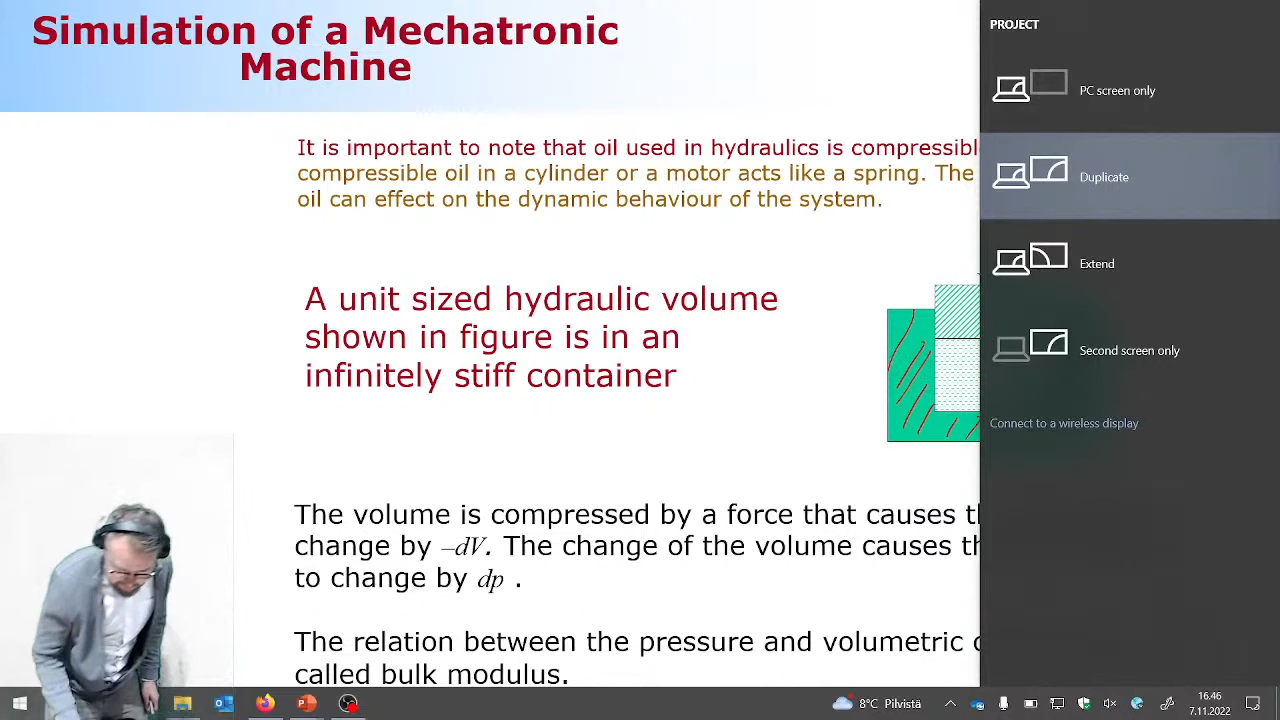 Simulation of a Mechatronic
Machine
It is important to note that oil used in hydraulics is compressibl
compressible oil in a cylinder or a motor acts like a spring. The
oil can effect on the dynamic behaviour of the system.
A unit sized hydraulic volume
shown in figure is in an
infinitely stiff container
The volume is compressed by a force that causes t
change by –dV. The change of the volume causes th
to change by dp .
The relation between the pressure and volumetric c
called bulk modulus.
PROJECT
PC screen only
Duplicate
Extend
Second screen only
Connect to a wireless display
8°C Pilvistä
16.46
7.11.2022